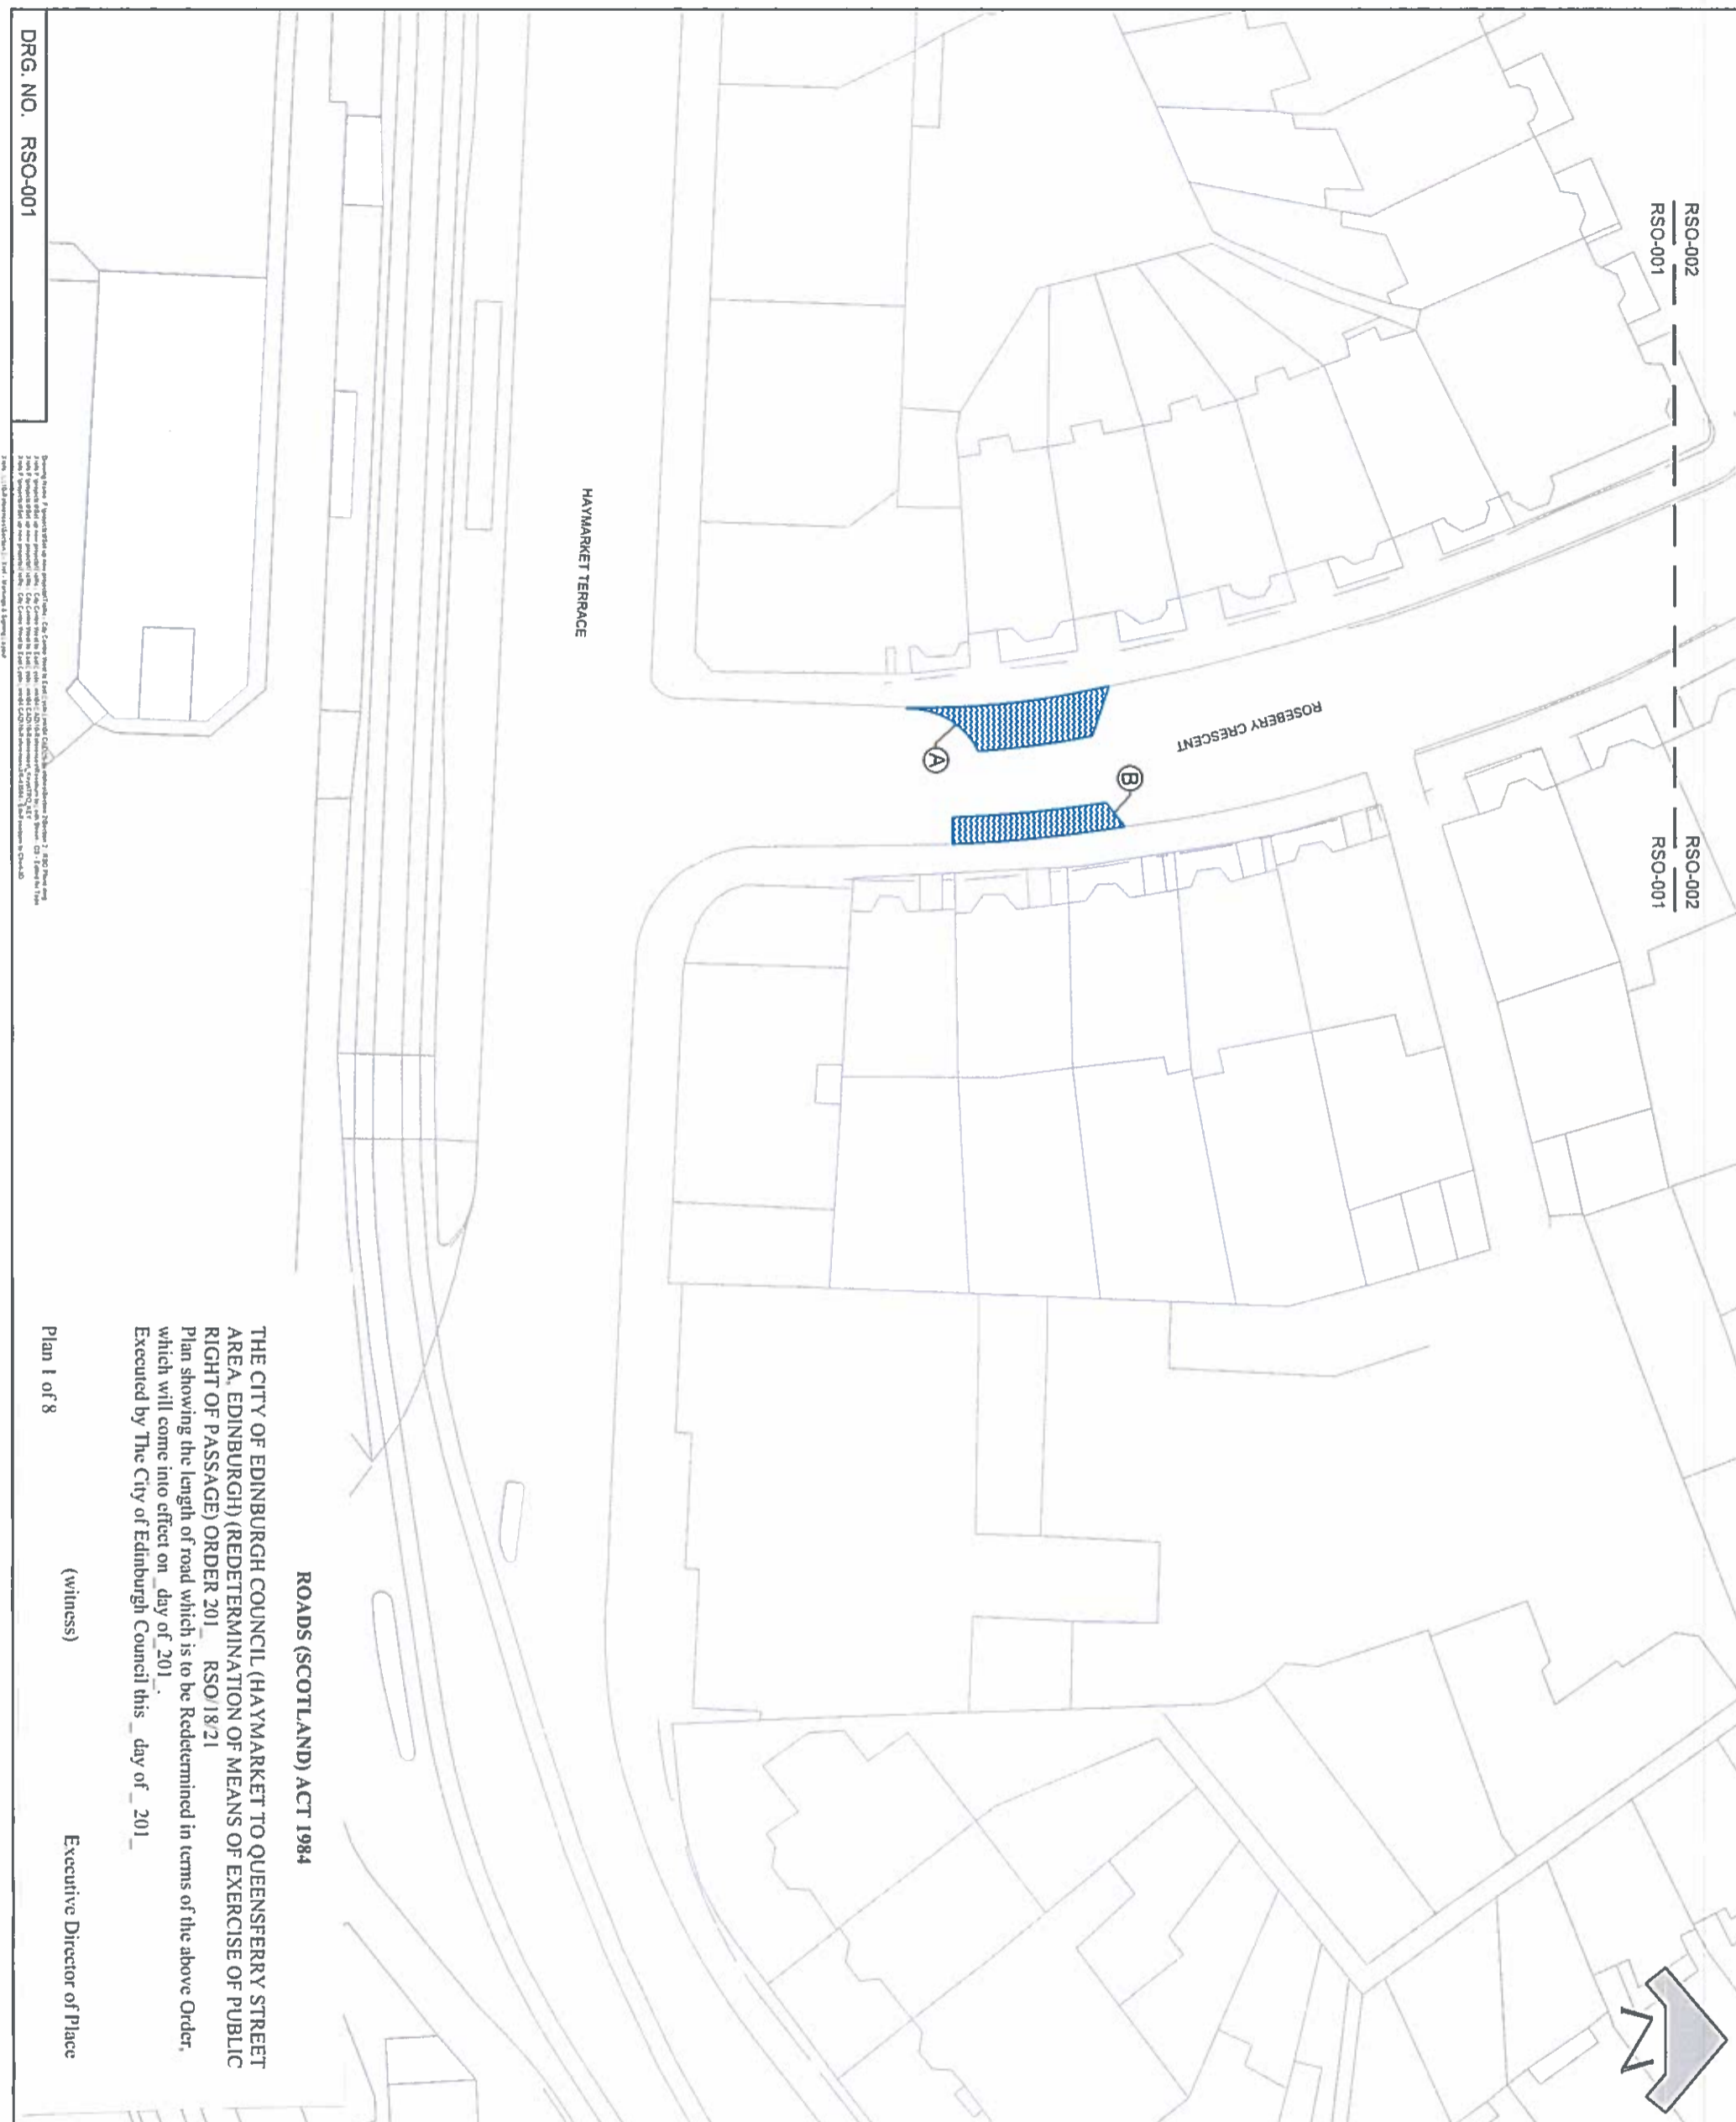 RSO-002
RSO-001
RSO-002
RSO-001
ROSEBERY CRESCENT
A
B
HAYMARKET TERRACE
N
ROADS (SCOTLAND) ACT 1984
THE CITY OF EDINBURGH COUNCIL (HAYMARKET TO QUEENSFERRY STREET
AREA, EDINBURGH) (REDETERMINATION OF MEANS OF EXERCISE OF PUBLIC
RIGHT OF PASSAGE) ORDER 201_ RSO/18/21
Plan showing the length of road which is to be Redetermined in terms of the above Order,
which will come into effect on _ day of _201_.
Executed by The City of Edinburgh Council this _ day of _ 201_
(witness)
Executive Director of Place
Plan 1 of 8
DRG. NO. RSO-001